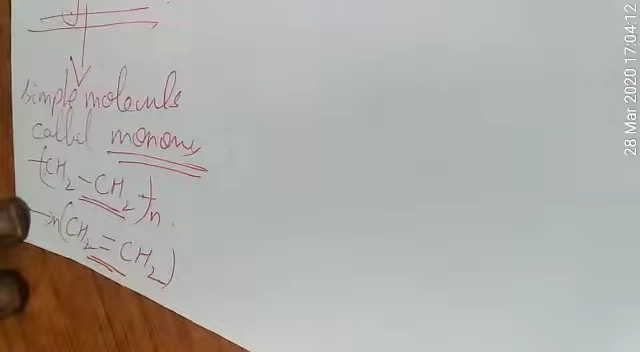 simple molecules
called monomers
-(CH2-CH2)-n.
→n(CH2=CH2)
28 Mar 2020 17:04:12